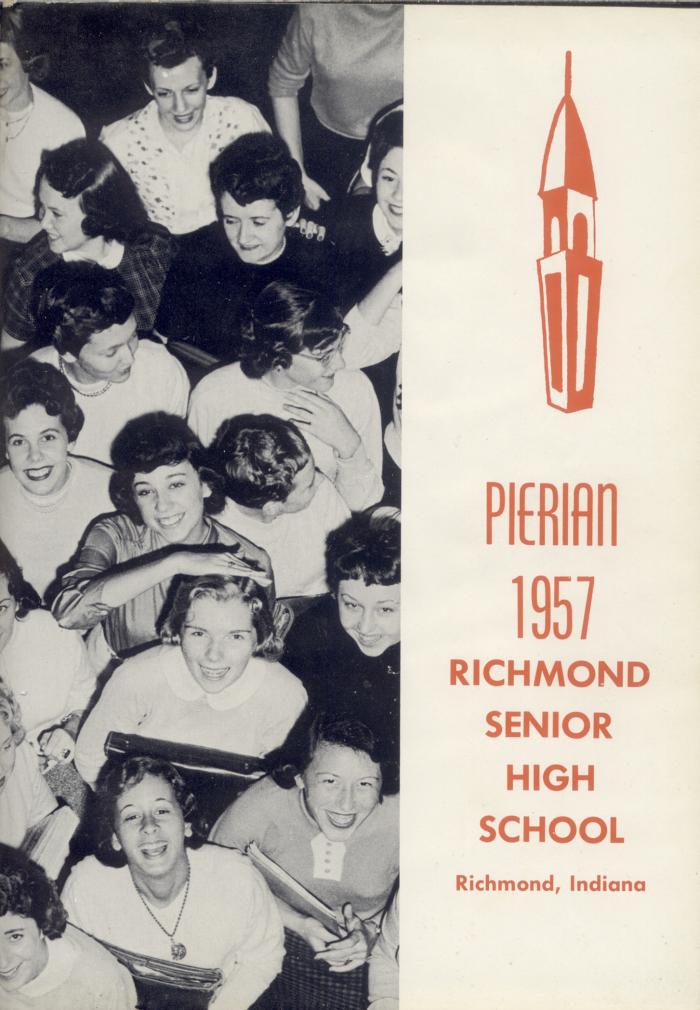 PIERIAN
1957
RICHMOND
SENIOR
HIGH
SCHOOL
Richmond, Indiana